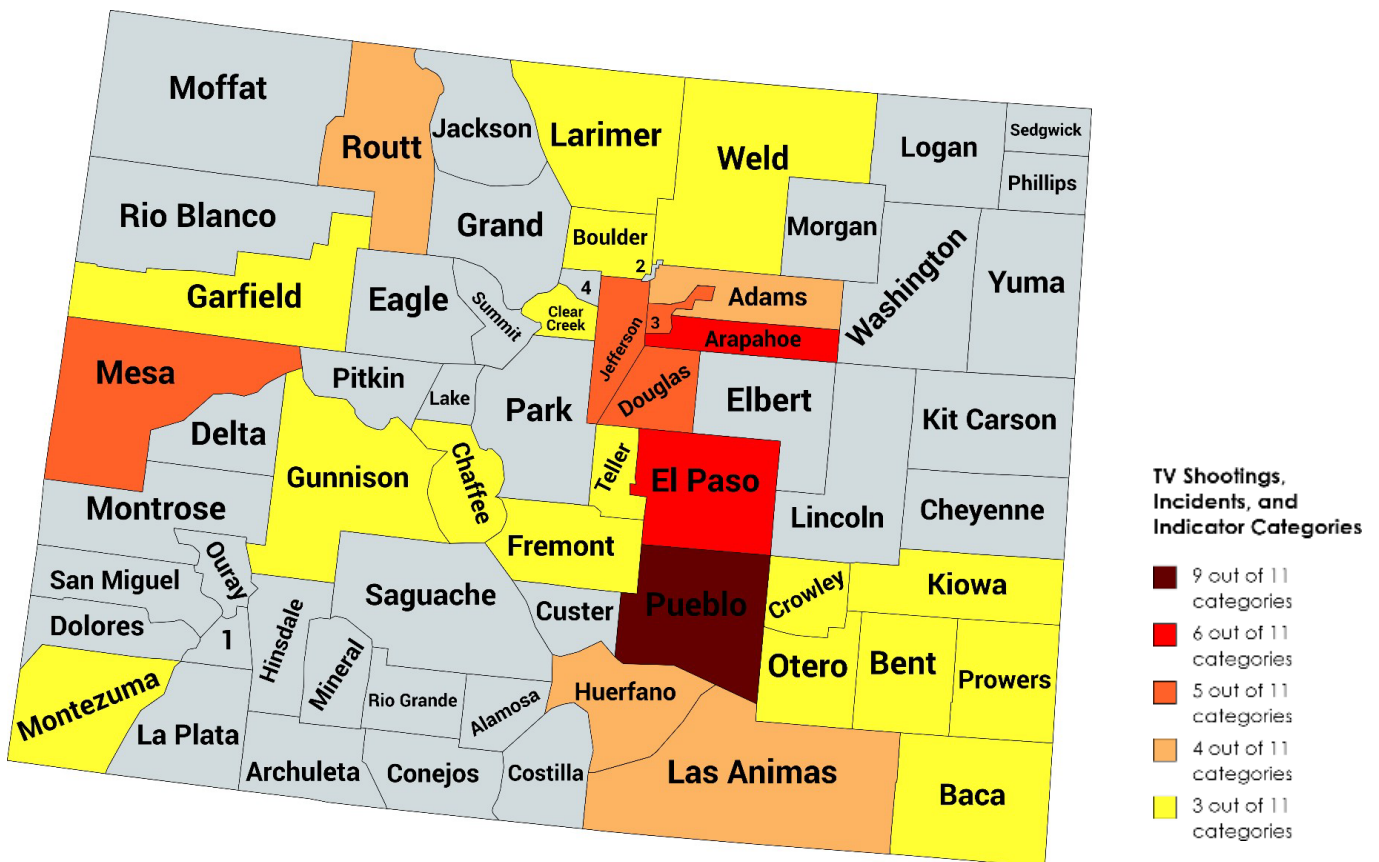 Moffat
Routt
Jackson
Larimer
Weld
Logan
Sedgwick
Phillips
Rio Blanco
Grand
Boulder
Morgan
Washington
Yuma
Garfield
Eagle
Summit
4
2
Clear
Creek
Jefferson
3
Adams
Arapahoe
Mesa
Pitkin
Lake
Park
Douglas
Elbert
Kit Carson
Delta
Gunnison
Chaffee
Teller
El Paso
Lincoln
Cheyenne
Montrose
Fremont
Ouray
San Miguel
Saguache
Custer
Pueblo
Crowley
Kiowa
Dolores
1
Hinsdale
Mineral
Rio Grande
Alamosa
Huerfano
Otero
Bent
Prowers
Montezuma
La Plata
Archuleta
Conejos
Costilla
Las Animas
Baca
TV Shootings,
Incidents, and
Indicator Categories
9 out of 11
categories
6 out of 11
categories
5 out of 11
categories
4 out of 11
categories
3 out of 11
categories